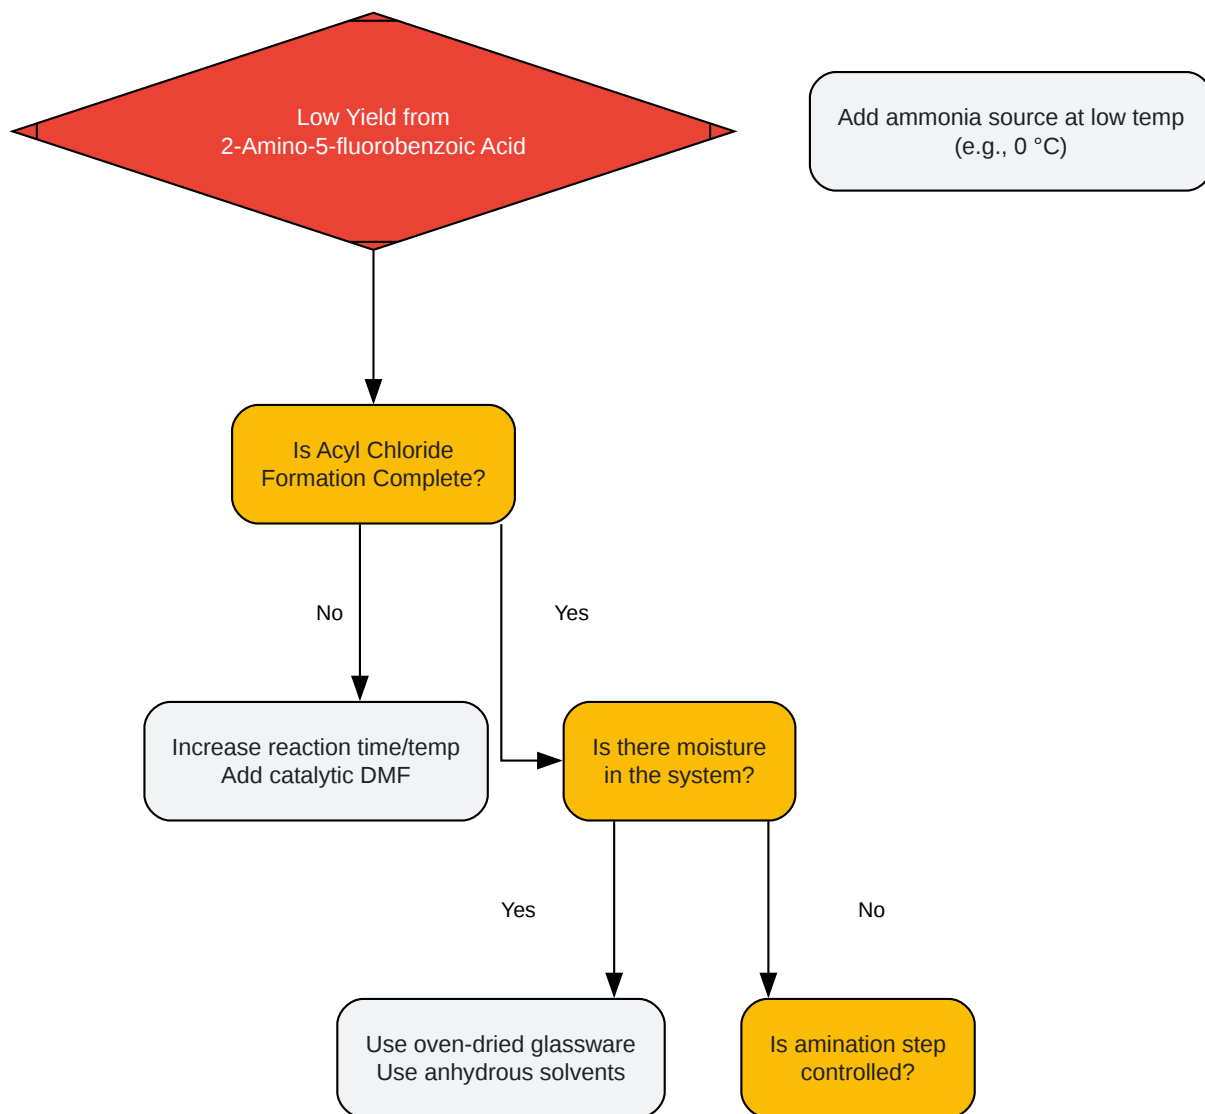 Low Yield from
2-Amino-5-fluorobenzoic Acid
Add ammonia source at low temp
(e.g., 0 °C)
Is Acyl Chloride
Formation Complete?
No
Yes
Increase reaction time/temp
Add catalytic DMF
Is there moisture
in the system?
Yes
No
Use oven-dried glassware
Use anhydrous solvents
Is amination step
controlled?